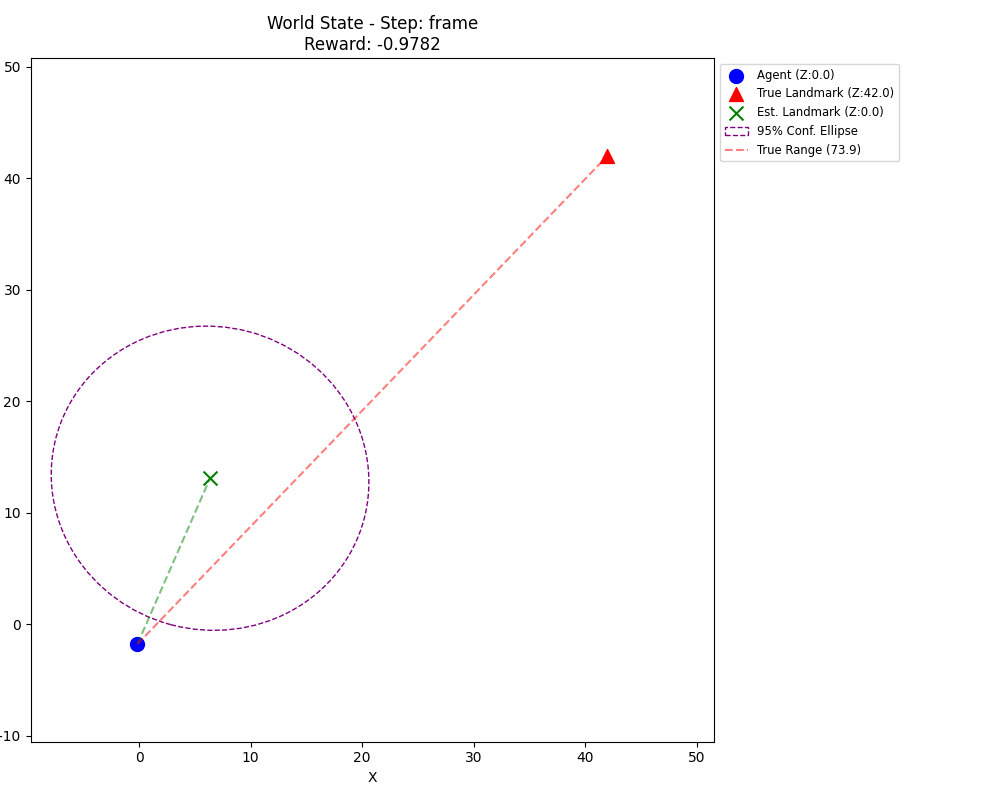 World State - Step: frame
Reward: -0.9782
Agent (Z:0.0)
True Landmark (Z:42.0)
Est. Landmark (Z:0.0)
95% Conf. Ellipse
True Range (73.9)
50
40
30
20
10
0
-10
0
10
20
30
40
50
X